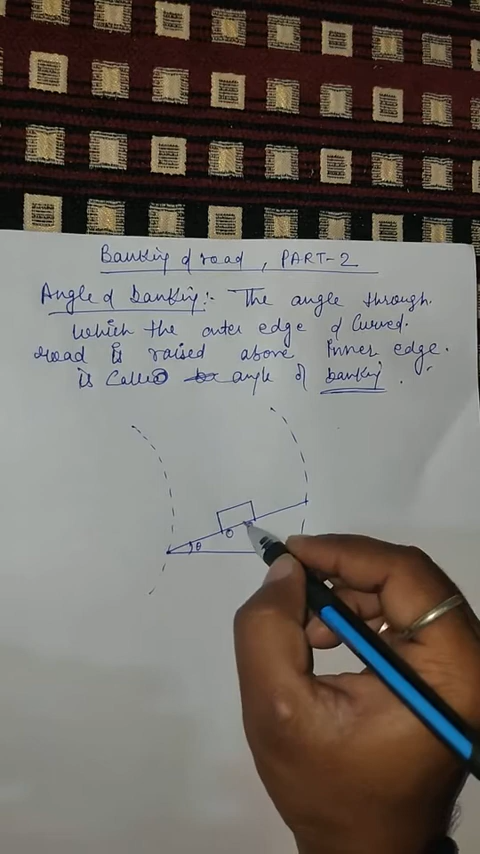 Banking of road, PART-2
Angle of banking:- The angle through
which the outer edge of Curved
road is raised above inner edge.
is Called angle of banking.
θ